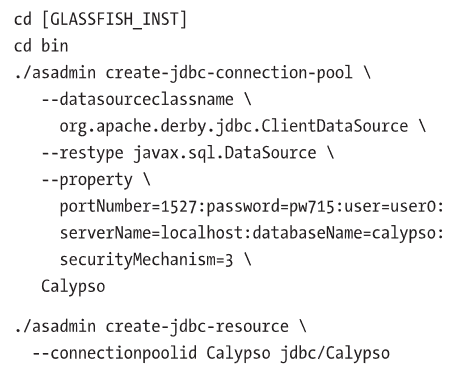 cd [GLASSFISH_INST]
cd bin
./asadmin create-jdbc-connection-pool \
--datasourceclassname \
org.apache.derby.jdbc.ClientDataSource \
--restype javax.sql.DataSource \
--property \
portNumber=1527:password=pw715:user=user0:
serverName=localhost:databaseName=calypso:
securityMechanism=3 \
Calypso
./asadmin create-jdbc-resource \
--connectionpoolid Calypso jdbc/Calypso